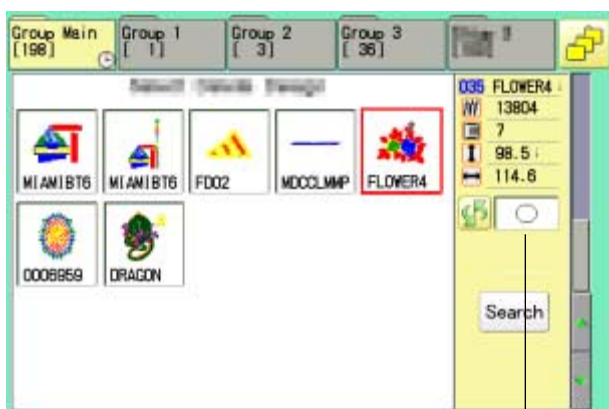 Group Main
[198]
Group 1
[ 1]
Group 2
[ 3]
Group 3
[ 36]
035 FLOWER4
13804
7
98.5
114.6
MIAMIBT6
MIAMIBT6
FD02
MDCCLMMP
FLOWER4
0006959
DRAGON
Search